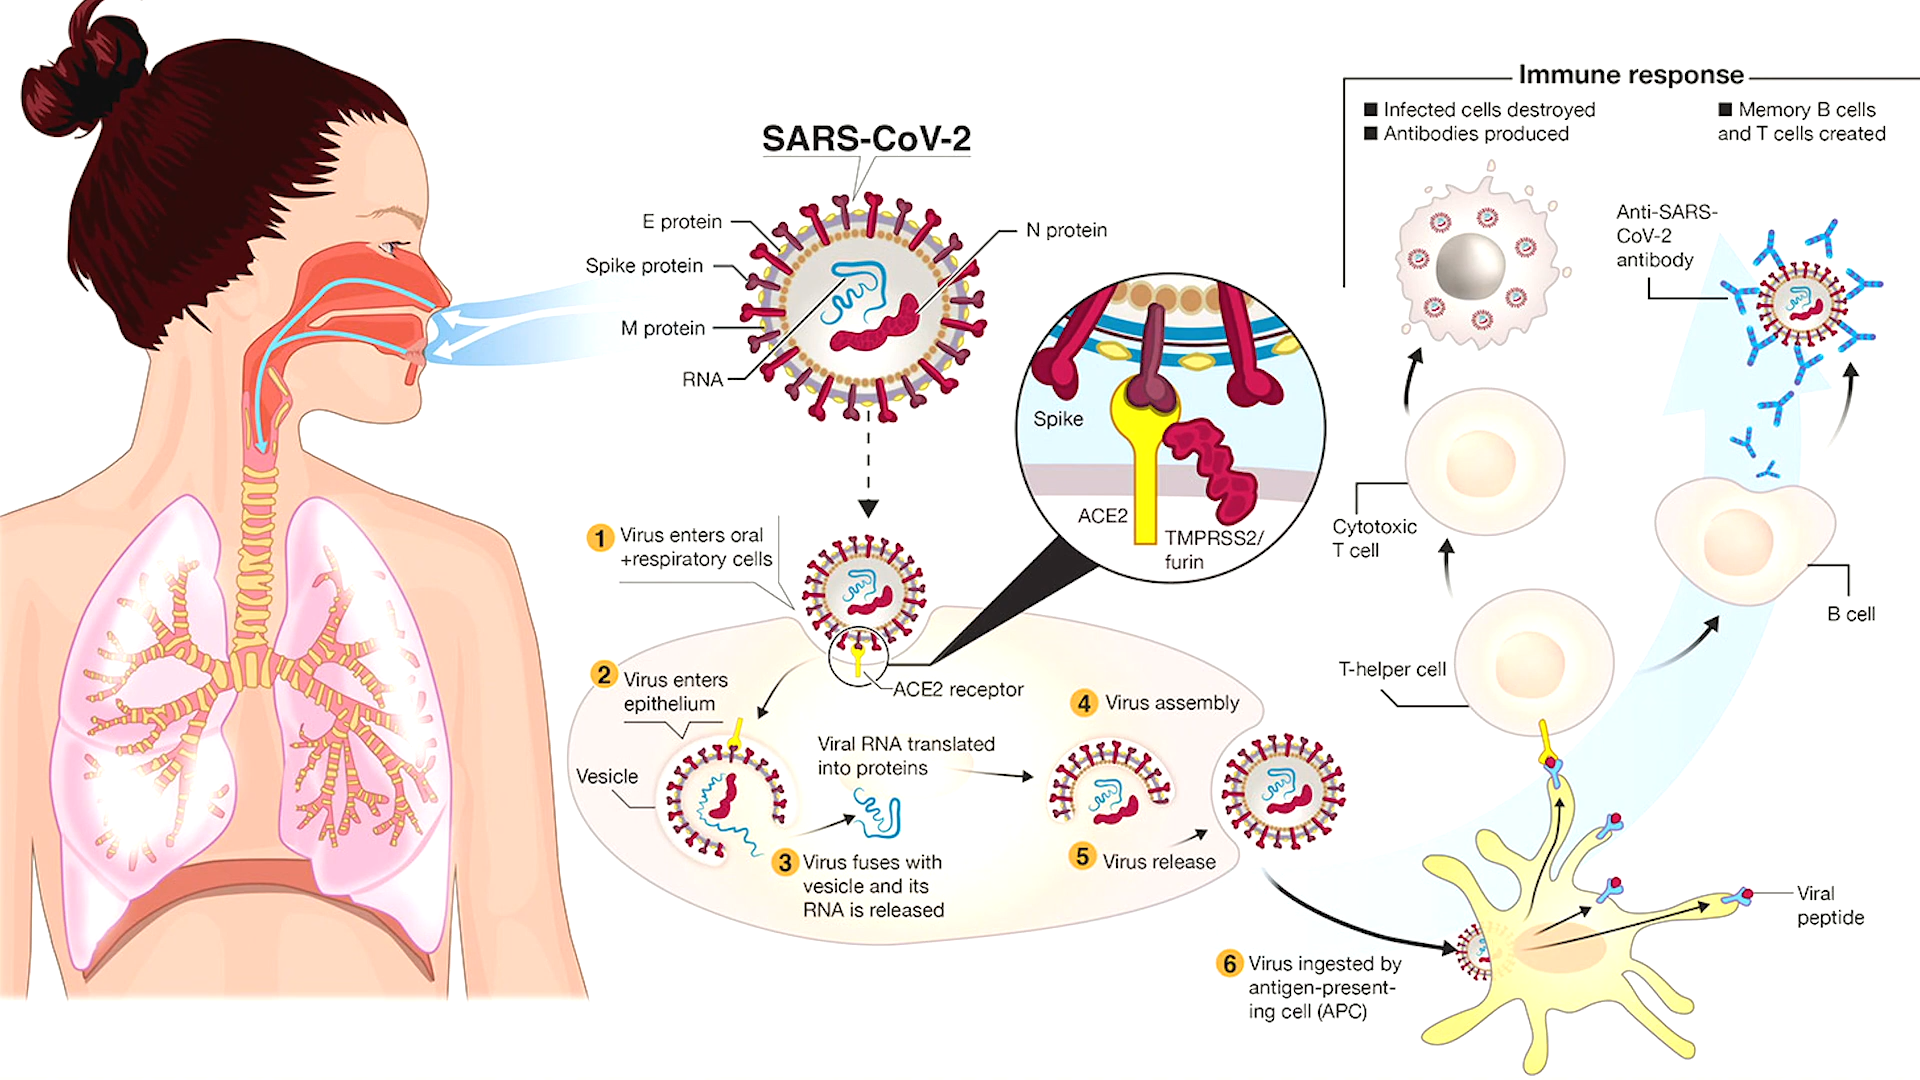 Immune response
■ Infected cells destroyed
■ Antibodies produced
■ Memory B cells
and T cells created
SARS-CoV-2
E protein
Spike protein
M protein
RNA
N protein
Spike
ACE2
TMPRSS2/
furin
Anti-SARS-
CoV-2
antibody
Cytotoxic
T cell
B cell
T-helper cell
1 Virus enters oral
+respiratory cells
2 Virus enters
epithelium
ACE2 receptor
Vesicle
Viral RNA translated
into proteins
3 Virus fuses with
vesicle and its
RNA is released
4 Virus assembly
5 Virus release
6 Virus ingested by
antigen-present-
ing cell (APC)
Viral
peptide